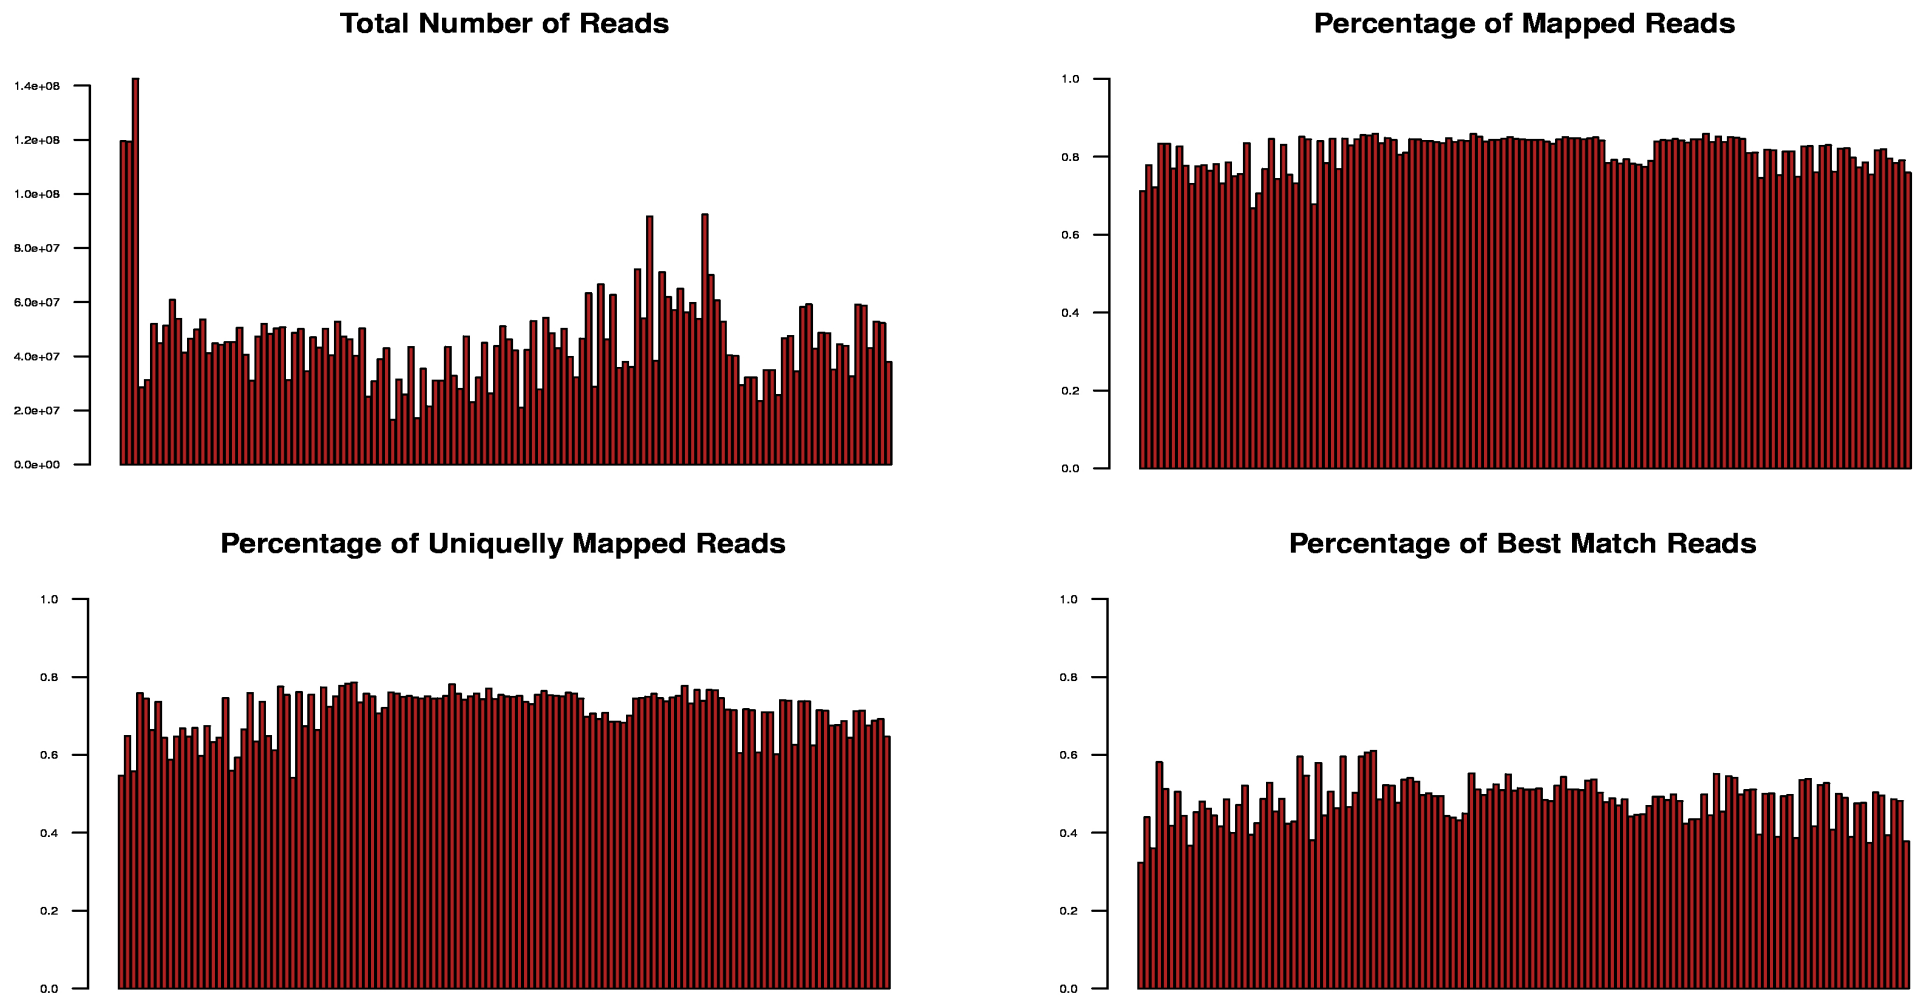 Total Number of Reads
1.4e+08
1.2e+08
1.0e+08
8.0e+07
6.0e+07
4.0e+07
2.0e+07
0.0e+00
Percentage of Mapped Reads
1.0
0.8
0.6
0.4
0.2
0.0
Percentage of Uniquelly Mapped Reads
1.0
0.8
0.6
0.4
0.2
0.0
Percentage of Best Match Reads
1.0
0.8
0.6
0.4
0.2
0.0